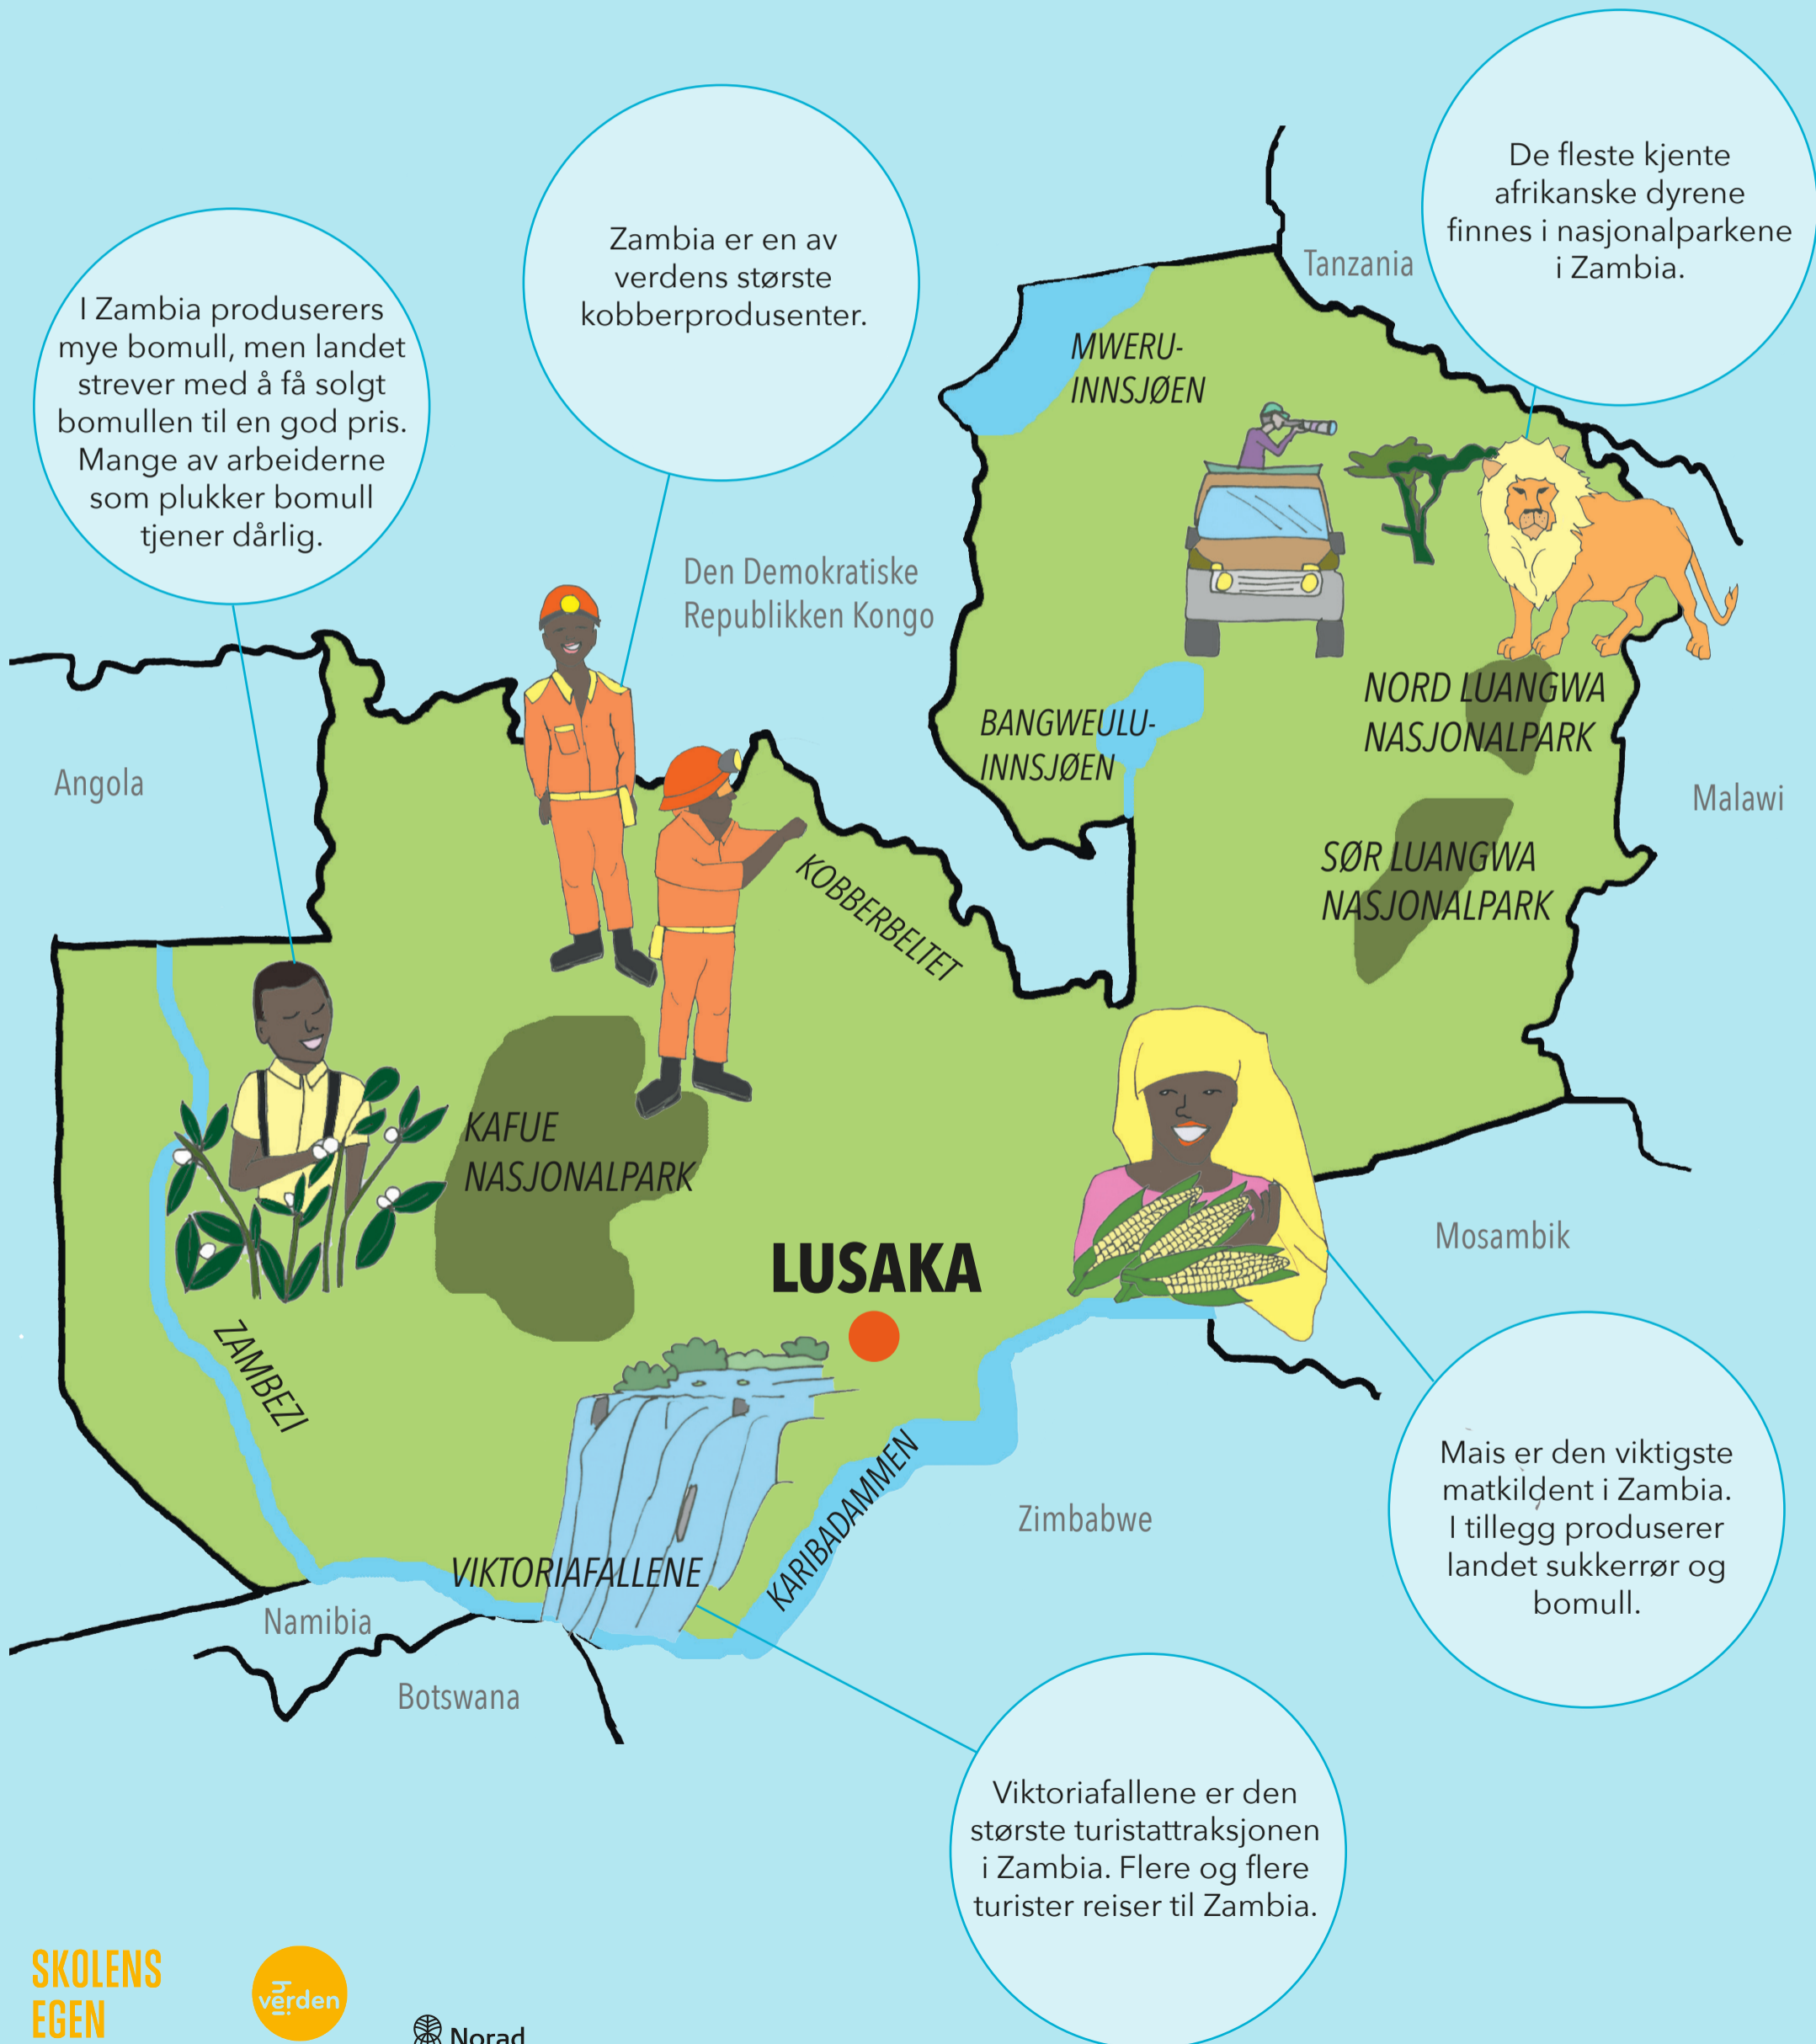 De fleste kjente
afrikanske dyrene
finnes i nasjonalparkene
i Zambia.
Zambia er en av
verdens største
kobberprodusenter.
I Zambia produserers
mye bomull, men landet
strever med å få solgt
bomullen til en god pris.
Mange av arbeiderne
som plukker bomull
tjener dårlig.
Tanzania
MWERU-
INNSJØEN
Den Demokratiske
Republikken Kongo
NORD LUANGWA
NASJONALPARK
BANGWEULU-
INNSJØEN
Angola
Malawi
SØR LUANGWA
NASJONALPARK
KOBBERBELTET
KAFUE
NASJONALPARK
LUSAKA
Mosambik
ZAMBEZI
Mais er den viktigste
matkildent i Zambia.
I tillegg produserer
landet sukkerrør og
bomull.
KARIBADAMMEN
Zimbabwe
VIKTORIAFALLENE
Namibia
Botswana
Viktoriafallene er den
største turistattraksjonen
i Zambia. Flere og flere
turister reiser til Zambia.
SKOLENS
EGEN
verden
Norad